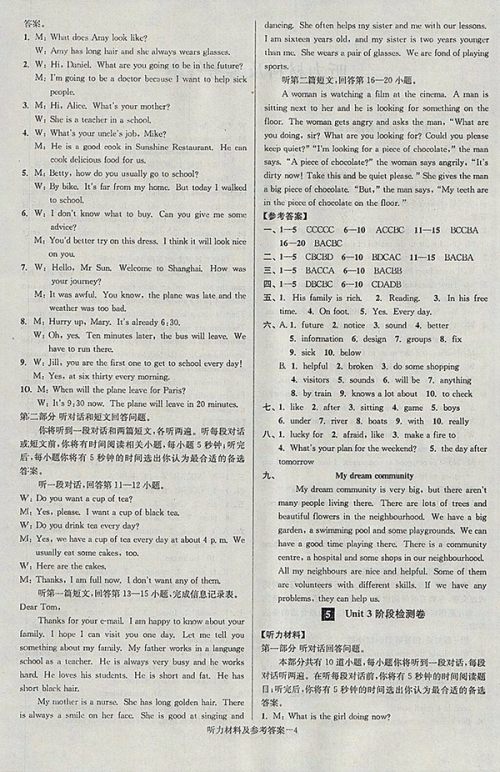 答案。
1. M: What does Amy look like?
W: Amy has long hair and she always wears glasses.
2. W: Hi, Daniel. What are you going to be in the future?
M: I'm going to be a doctor because I want to help sick
people.
3. M: Hi, Alice. What's your mother?
W: She is a teacher in a school.
4. W: What's your uncle's job, Mike?
M: He is a good cook in Sunshine Restaurant. He can
cook delicious food for us.
5. M: Betty, how do you usually go to school?
W: By bike. It's far from my home. But today I walked
to school.
6. W: I don't know what to buy. Can you give me some
advice?
M: You'd better try on this dress. I think it will look nice
on you.
7. W: Hello, Mr Sun. Welcome to Shanghai. How was
your journey?
M: It was awful. You know, the plane was late and the
weather was too bad.
8. M: Hurry up, Mary. It's already 6:30.
W: Oh, yes. Ten minutes later, the bus will leave. We
have to run there.
9. W: Jill, you are the first one to get to school every day!
M: Yes, at six thirty every morning.
10. M: When will the plane leave for Paris?
W: It's 9:30 now. The plane will leave in 20 minutes.
第二部分 听对话和短文回答问题。
你将听到一段对话和两篇短文,各听两遍。听每段对话
或短文前,你将有时间阅读相关小题,每小题5秒钟;听完
后,每小题你将有5秒钟的时间选出你认为最合适的备选
答案。
听一段对话,回答第11—12小题。
W: Do you want a cup of tea?
M: Yes, please. I want a cup of black tea.
W: Do you drink tea every day?
M: Yes, we have a cup of tea every day at about 4 p. m. We
usually eat some cakes, too.
W: Here are the cakes.
M: Thanks, I am full now. I don't want any of them.
听第一篇短文,回答第13—15小题,完成信息记录表。
Dear Tom,
Thanks for your e-mail. I am happy to know about your
family. I hope I can visit you one day. Let me tell you
something about my family. My father works in a language
school as a teacher. He is always very busy and he works
hard. He loves his students. He is short and fat. He has
short black hair.
My mother is a nurse. She has long golden hair. There
is always a smile on her face. She is good at singing and
dancing. She often helps my sister and me with our lessons.
I am sixteen years old, and my sister is two years younger
than me. She wears a pair of glasses. We are fond of playing
sports.
听第二篇短文,回答第16—20小题。
A woman is watching a film at the cinema. A man is
sitting next to her and he is looking for something on the
floor. The woman gets angry and asks the man, "What are
you doing, sir? What are you looking for? Could you please
keep quiet?" "I'm looking for a piece of chocolate," the man
says. "A piece of chocolate?" the woman says angrily, "It's
dirty now! Take this and be quiet please." She gives the man
a big piece of chocolate. "But," the man says, "My teeth are
in the piece of chocolate on the floor."
【参考答案】
一、1—5 CCCCC 6—10 ACCBC 11—15 BCCBA
16—20 BACBC
二、1—5 CBCBD 6—10 BDCAC 11—15 BACBA
三、1—5 BACCA 6—10 BACBB
四、1—5 DBCBC 6—10 CDADB
五、1. His family is rich. 2. Reading. 3. In his free
time. 4. On foot. 5. Yes. Every day.
六、A. 1. future 2. notice 3. sound 4. better
5. information 6. design 7. groups 8. fix
9. sick 10. below
B. 1. helpful 2. broken 3. do some shopping
4. visitors 5. sounds 6. will be 7. anything
8. by train 9. knows a lot about 10. to check
七、1. like 2. after 3. sitting 4. game 5. boys
6. under 7. river 8. boats 9. with 10. really
八、1. lucky for 2. afraid, like 3. make a fire to
4. What's your plan for the weekend? 5. the day after
tomorrow
九、 My dream community
My dream community is very big, but there aren't
many people living there. There are lots of trees and
beautiful flowers in the neighbourhood. We have a big
garden, a swimming pool and some playgrounds. We can
have a good time playing there. There is a community
centre, a hospital and some shops in our neighbourhood.
All my neighbours are nice and helpful. Some of them
are volunteers with different skills. If we have any
problems, they can help us.
5 Unit 3 阶段检测卷
【听力材料】
第一部分 听对话回答问题。
本部分共有10道小题,每小题你将听到一段对话,每段
对话听两遍。在听每段对话前,你将有5秒钟的时间阅读题
目;听完后,你将有5秒钟的时间选出你认为最合适的备选
答案。
1. M: What is the girl doing now?
听力材料及参考答案—4